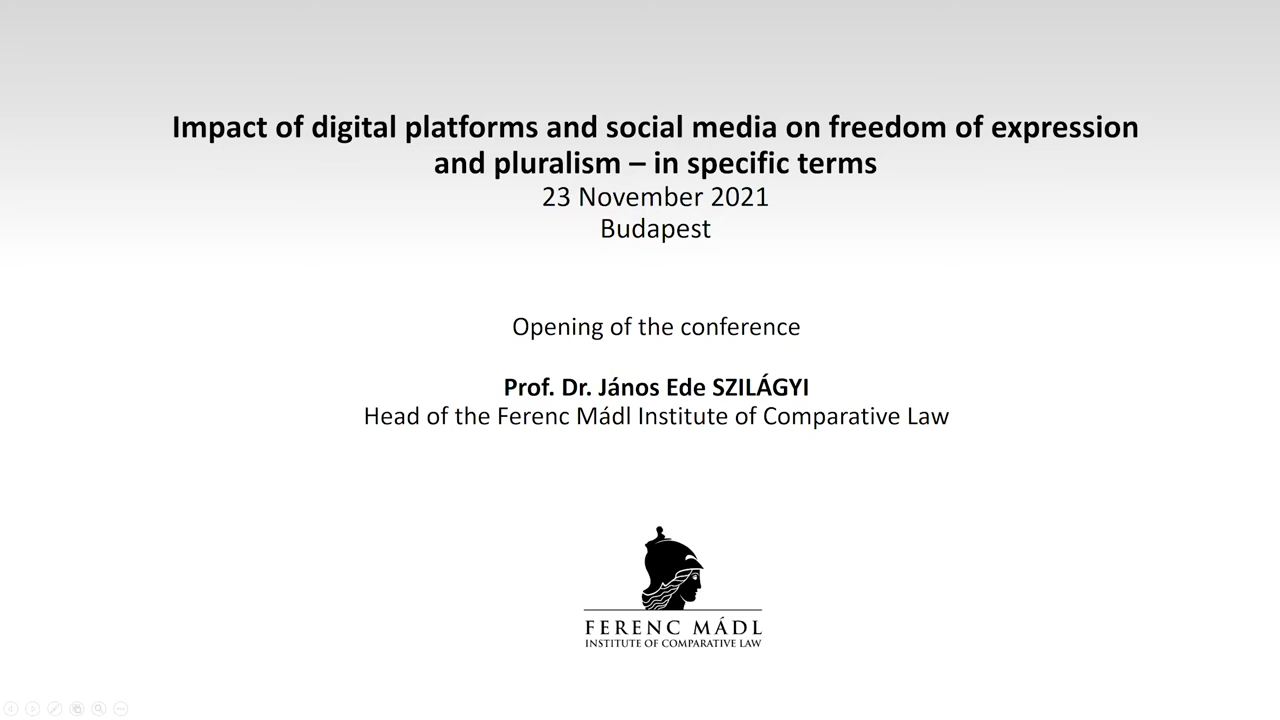 Impact of digital platforms and social media on freedom of expression
and pluralism – in specific terms
23 November 2021
Budapest
Opening of the conference
Prof. Dr. János Ede SZILÁGYI
Head of the Ferenc Mádl Institute of Comparative Law
FERENC MÁDL
INSTITUTE OF COMPARATIVE LAW